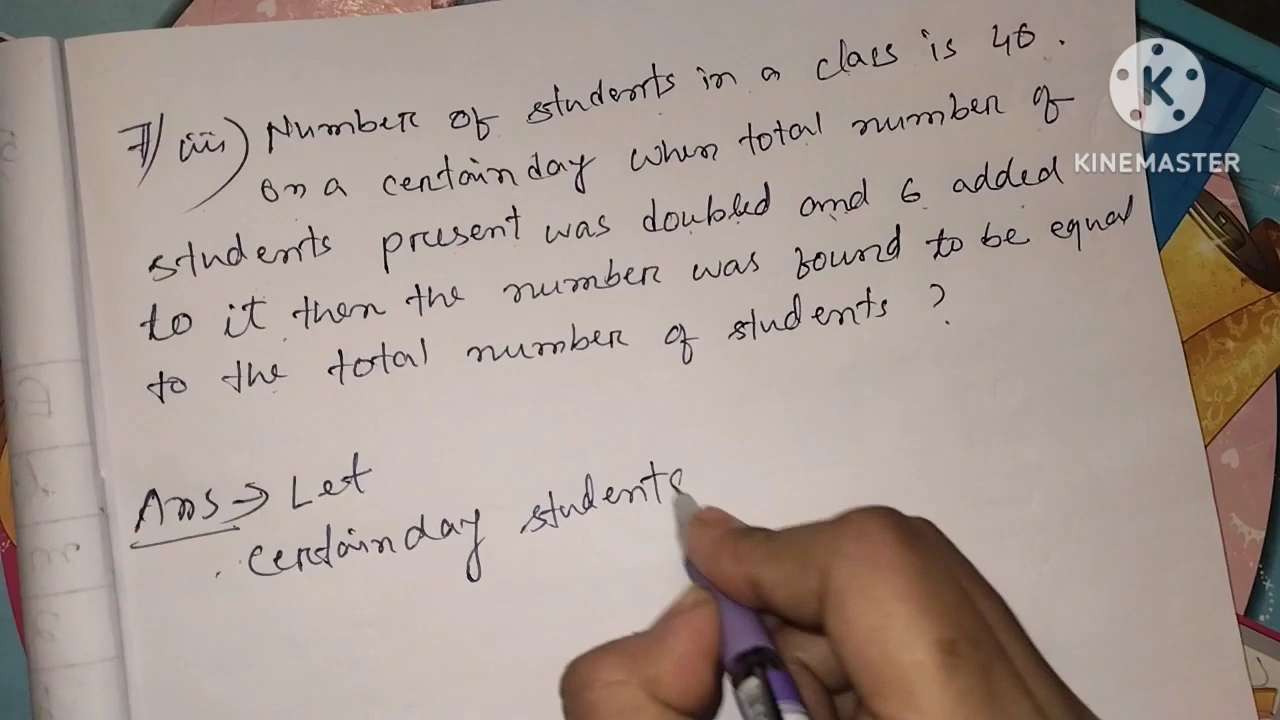 7) iii) Number of students in a class is 40.
on a certain day when total number of
students present was doubled and 6 added
to it then the number was found to be equal
to the total number of students ?
Ans → Let
certain day students
K
KINEMASTER